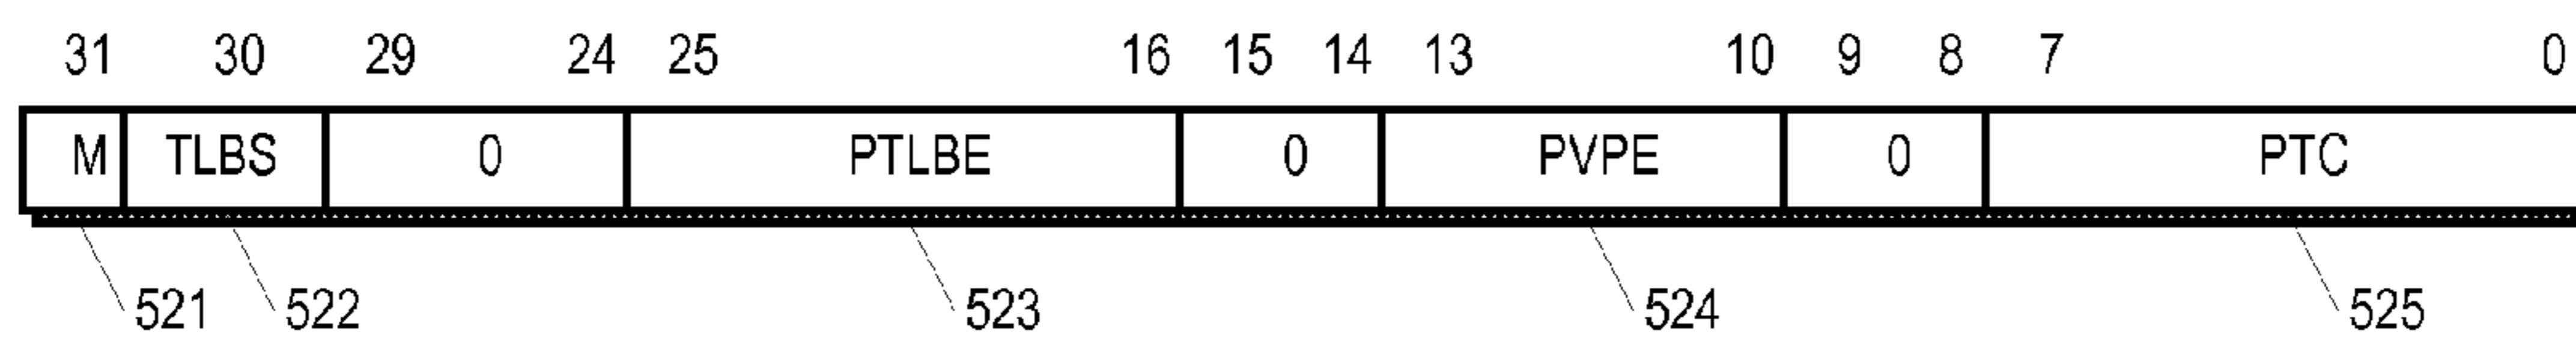 31 30 29 24 25 16 15 14 13 10 9 8 7 0
M TLBS 0 PTLBE 0 PVPE 0 PTC
521 522 523 524 525